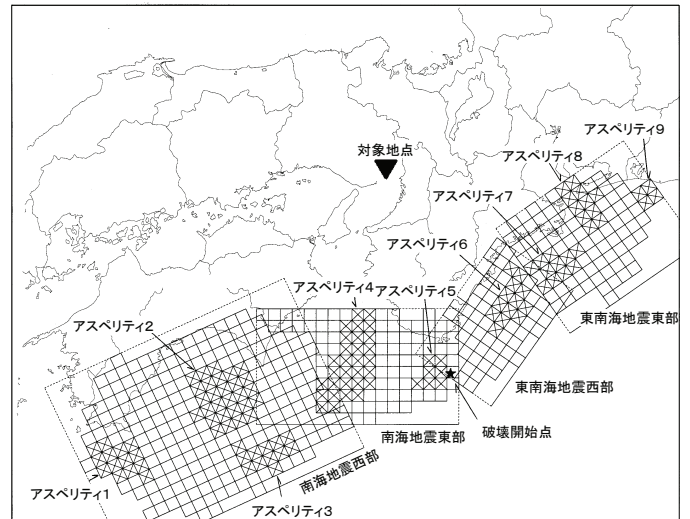 アスペリティ9
対象地点
アスペリティ8
アスペリティ7
アスペリティ6
アスペリティ4
アスペリティ5
アスペリティ2
東南海地震東部
東南海地震西部
破壊開始点
南海地震東部
南海地震西部
アスペリティ1
アスペリティ3